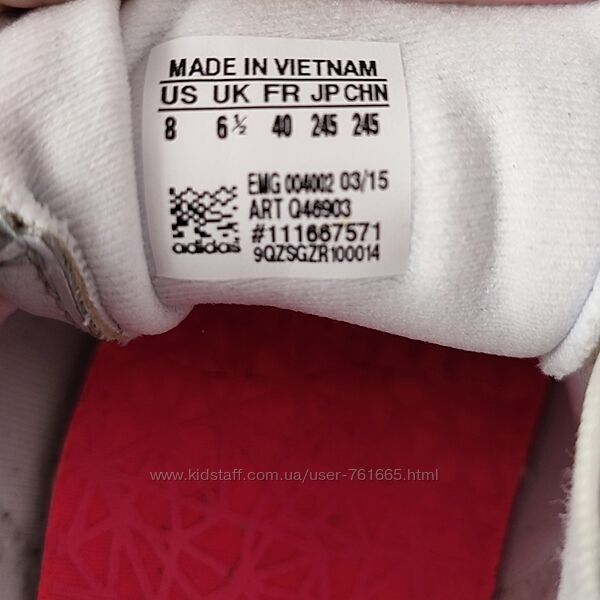 MADE IN VIETNAM
US UK FR JP CHN
8 6½ 40 245 245
EMG 004002 03/15
ART Q46903
#111667571
adidas 9QZSGZR100014
www.kidstaff.com.ua/user-761665.html